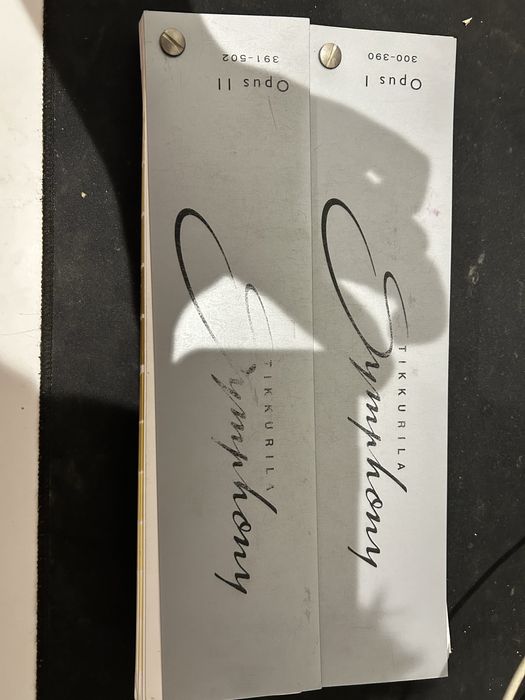 Opus II
391-502
TIKKURILA
Symphony
Opus I
300-390
TIKKURILA
Symphony